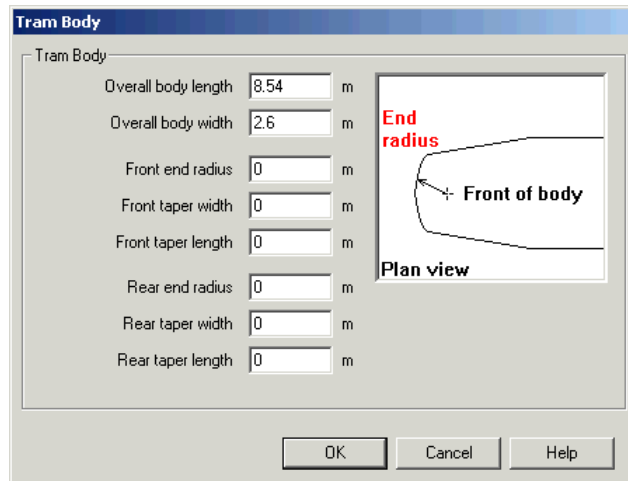 Tram Body
Tram Body
Overall body length 8.54 m
Overall body width 2.6 m
Front end radius 0 m
Front taper width 0 m
Front taper length 0 m
Rear end radius 0 m
Rear taper width 0 m
Rear taper length 0 m
End
radius
Front of body
Plan view
OK Cancel Help